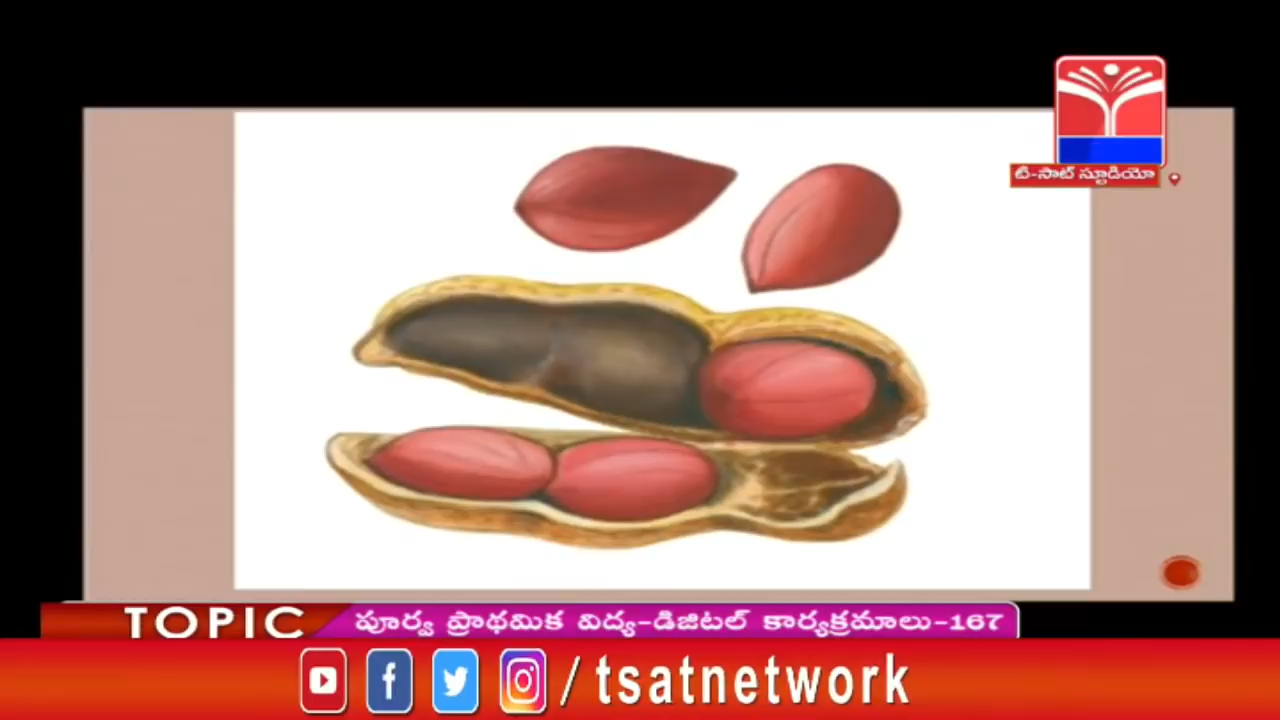 టి-సాట్ స్టూడియో
TOPIC
పూర్వ ప్రాథమిక విద్య-డిజిటల్ కార్యక్రమాలు-167
/ tsatnetwork